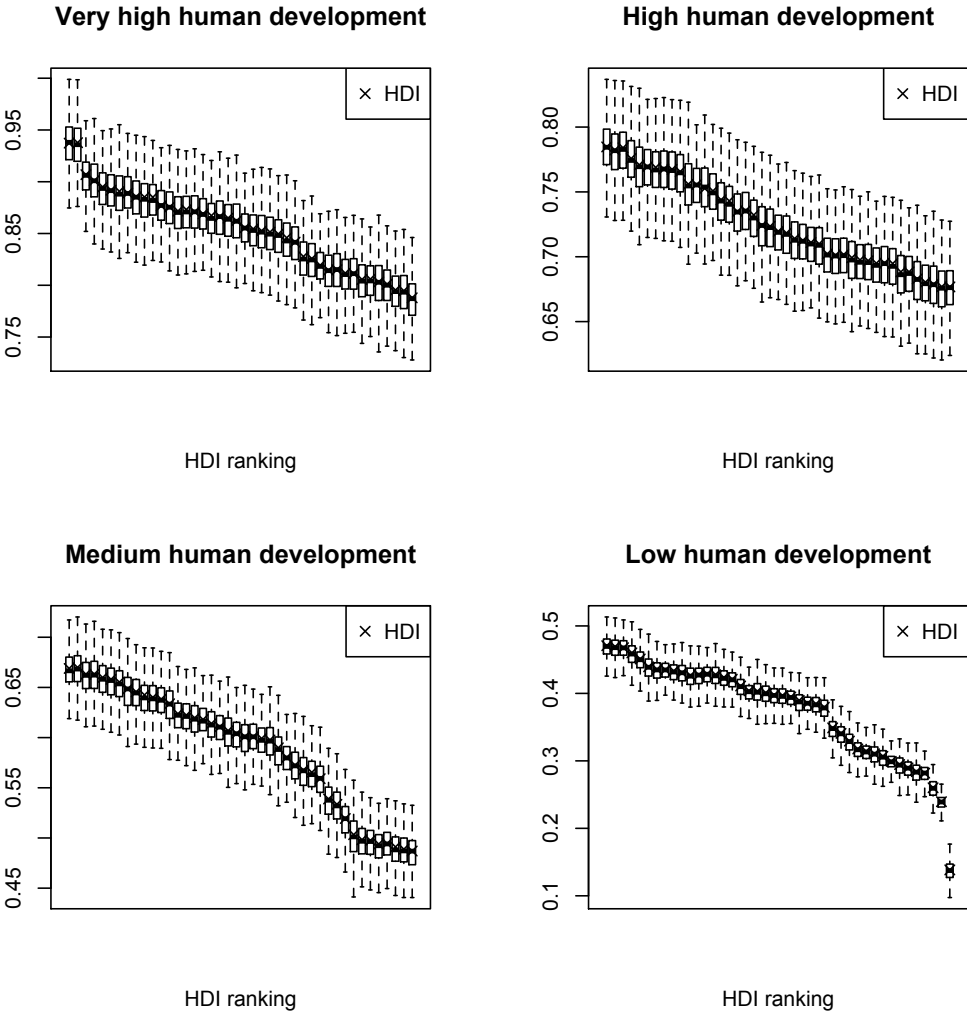 Very high human development
High human development
0.95
0.85
0.75
× HDI
HDI ranking
0.80
0.75
0.70
0.65
× HDI
HDI ranking
Medium human development
Low human development
0.65
0.55
0.45
× HDI
HDI ranking
0.5
0.4
0.3
0.2
0.1
× HDI
HDI ranking